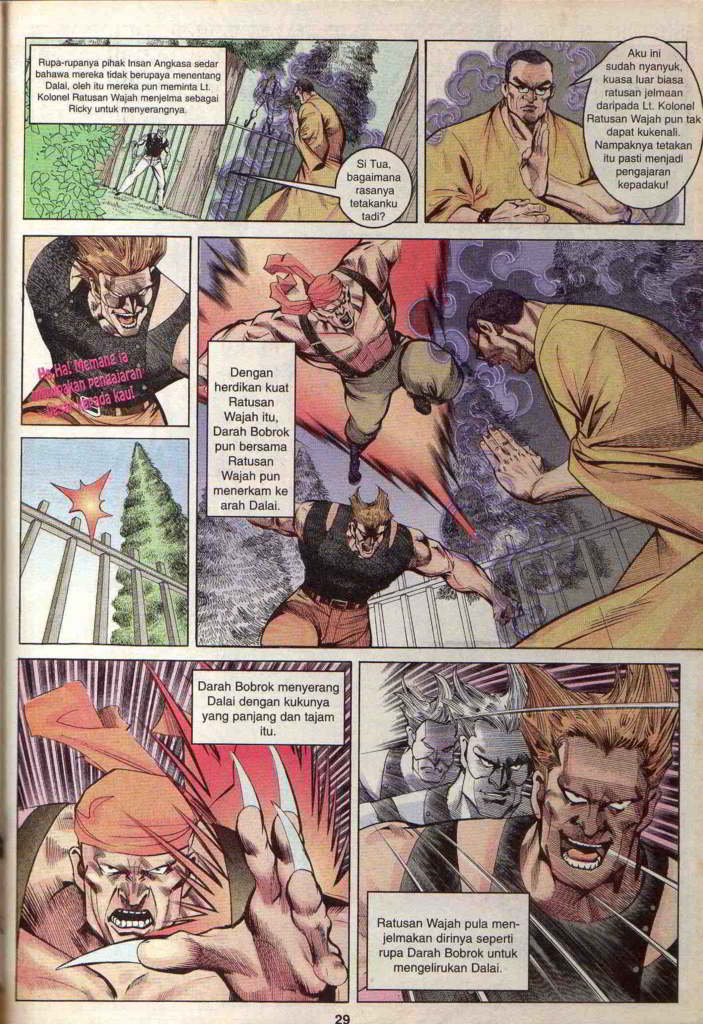 Rupa-rupanya pihak Insan Angkasa sedar
bahawa mereka tidak berupaya menentang
Dalai, oleh itu mereka pun meminta Lt.
Kolonel Ratusan Wajah menjelma sebagai
Ricky untuk menyerangnya.
Si Tua,
bagaimana
rasanya
tetakanku
tadi?
Aku ini
sudah nyanyuk,
kuasa luar biasa
ratusan jelmaan
daripada Lt. Kolonel
Ratusan Wajah pun tak
dapat kukenali.
Nampaknya tetakan
itu pasti menjadi
pengajaran
kepadaku!
Ha Ha! Memang ia
merupakan pengajaran
besar kepada kau!
Dengan
herdikan kuat
Ratusan
Wajah itu,
Darah Bobrok
pun bersama
Ratusan
Wajah pun
menerkam ke
arah Dalai.
Darah Bobrok menyerang
Dalai dengan kukunya
yang panjang dan tajam
itu.
Ratusan Wajah pula men-
jelmakan dirinya seperti
rupa Darah Bobrok untuk
mengelirukan Dalai.
29